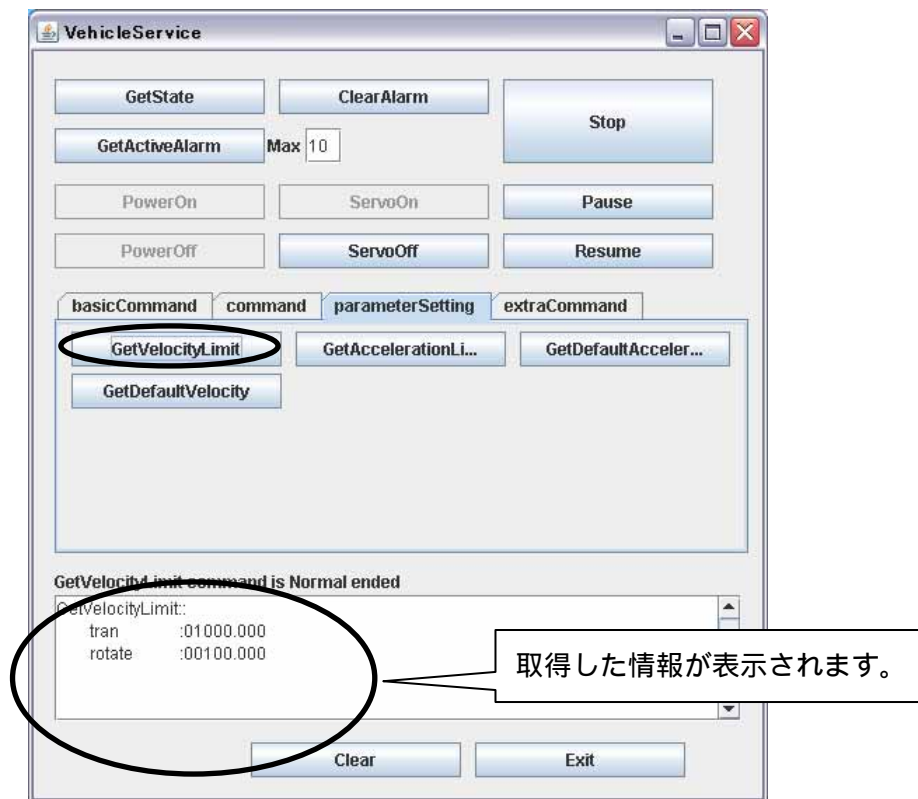 VehicleService
GetState
ClearAlarm
Stop
GetActiveAlarm
Max 10
PowerOn
ServoOn
Pause
PowerOff
ServoOff
Resume
basicCommand
command
parameterSetting
extraCommand
GetVelocityLimit
GetAccelerationLi...
GetDefaultAcceler...
GetDefaultVelocity
GetVelocityLimit command is Normal ended
GetVelocityLimit::
tran :01000.000
rotate :00100.000
取得した情報が表示されます。
Clear
Exit